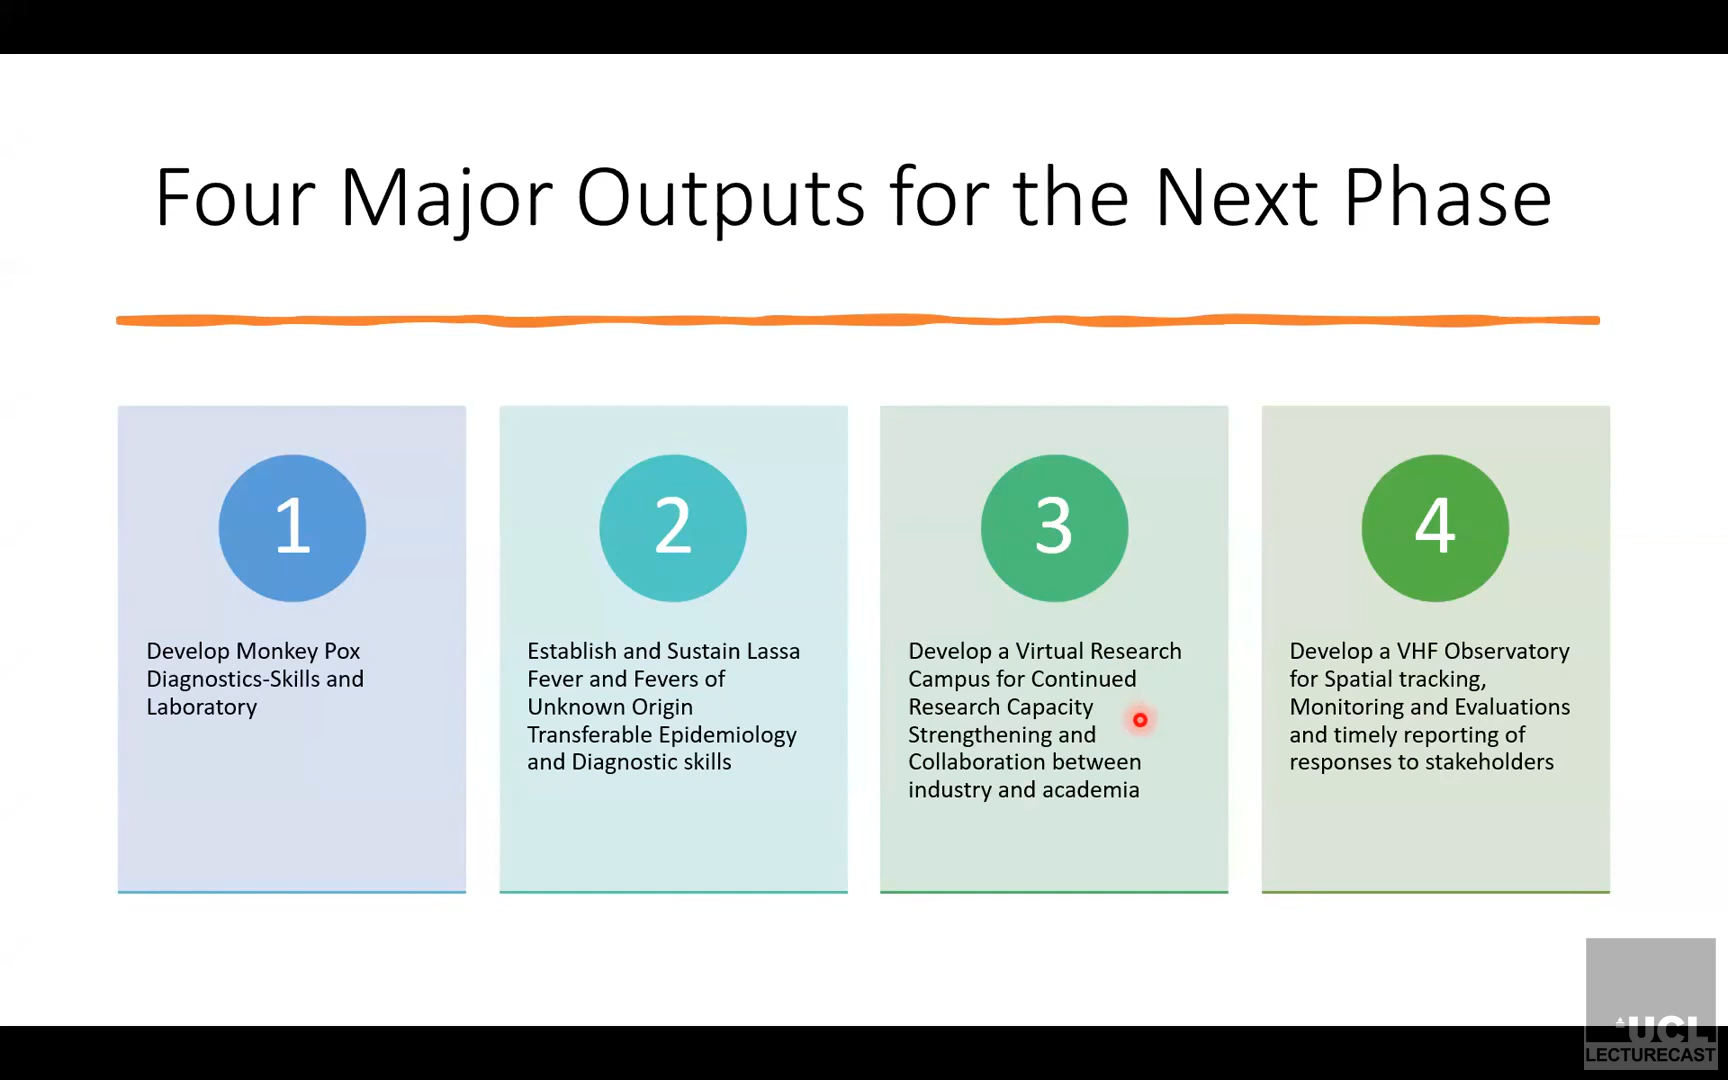 Four Major Outputs for the Next Phase
1
Develop Monkey Pox
Diagnostics-Skills and
Laboratory
2
Establish and Sustain Lassa
Fever and Fevers of
Unknown Origin
Transferable Epidemiology
and Diagnostic skills
3
Develop a Virtual Research
Campus for Continued
Research Capacity
Strengthening and
Collaboration between
industry and academia
4
Develop a VHF Observatory
for Spatial tracking,
Monitoring and Evaluations
and timely reporting of
responses to stakeholders
UCL
LECTURECAST